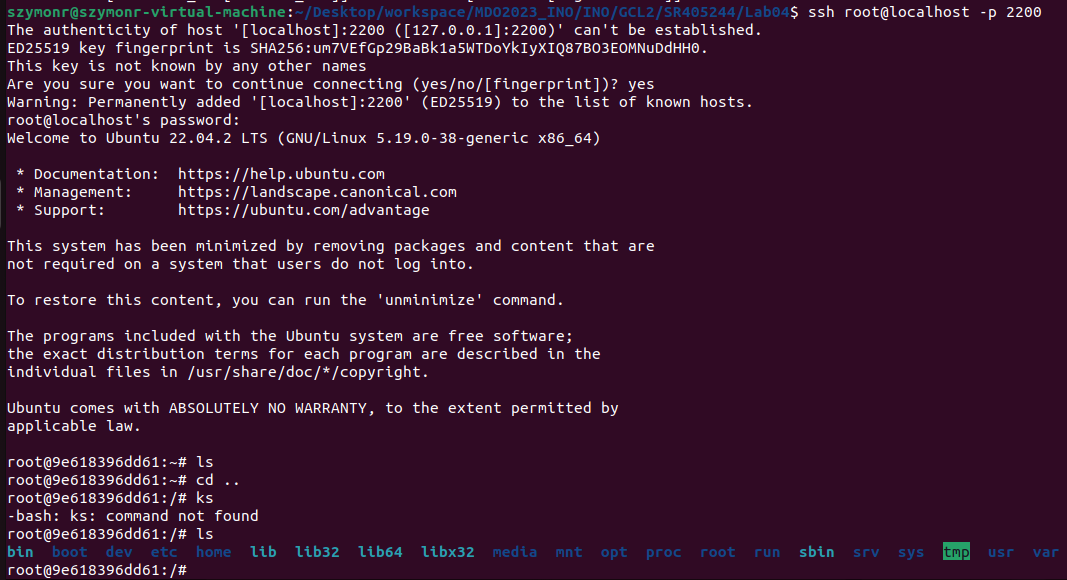 szymonr@szymonr-virtual-machine:~/Desktop/workspace/MDO2023_INO/INO/GCL2/SR405244/Lab04$ ssh root@localhost -p 2200
The authenticity of host '[localhost]:2200 ([127.0.0.1]:2200)' can't be established.
ED25519 key fingerprint is SHA256:um7VEfGp29BaBk1a5WTDoYkIyXIQ87BO3EOMNuDdHH0.
This key is not known by any other names
Are you sure you want to continue connecting (yes/no/[fingerprint])? yes
Warning: Permanently added '[localhost]:2200' (ED25519) to the list of known hosts.
root@localhost's password:
Welcome to Ubuntu 22.04.2 LTS (GNU/Linux 5.19.0-38-generic x86_64)
* Documentation:  https://help.ubuntu.com
* Management:     https://landscape.canonical.com
* Support:        https://ubuntu.com/advantage
This system has been minimized by removing packages and content that are
not required on a system that users do not log into.
To restore this content, you can run the 'unminimize' command.
The programs included with the Ubuntu system are free software;
the exact distribution terms for each program are described in the
individual files in /usr/share/doc/*/copyright.
Ubuntu comes with ABSOLUTELY NO WARRANTY, to the extent permitted by
applicable law.
root@9e618396dd61:~# ls
root@9e618396dd61:~# cd ..
root@9e618396dd61:/# ks
-bash: ks: command not found
root@9e618396dd61:/# ls
bin  boot  dev  etc  home  lib  lib32  lib64  libx32  media  mnt  opt  proc  root  run  sbin  srv  sys  tmp  usr  var
root@9e618396dd61:/#